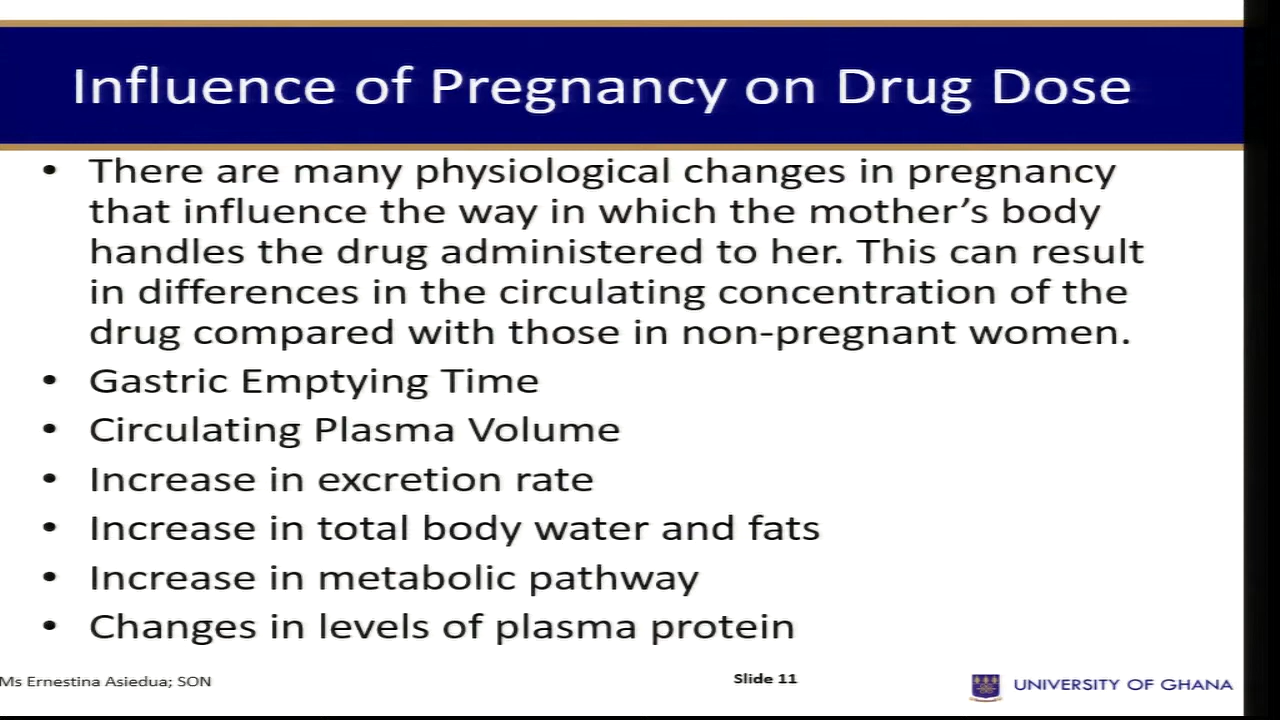 Influence of Pregnancy on Drug Dose
• There are many physiological changes in pregnancy
that influence the way in which the mother’s body
handles the drug administered to her. This can result
in differences in the circulating concentration of the
drug compared with those in non-pregnant women.
• Gastric Emptying Time
• Circulating Plasma Volume
• Increase in excretion rate
• Increase in total body water and fats
• Increase in metabolic pathway
• Changes in levels of plasma protein
Ms Ernestina Asiedua; SON
Slide 11
UNIVERSITY OF GHANA